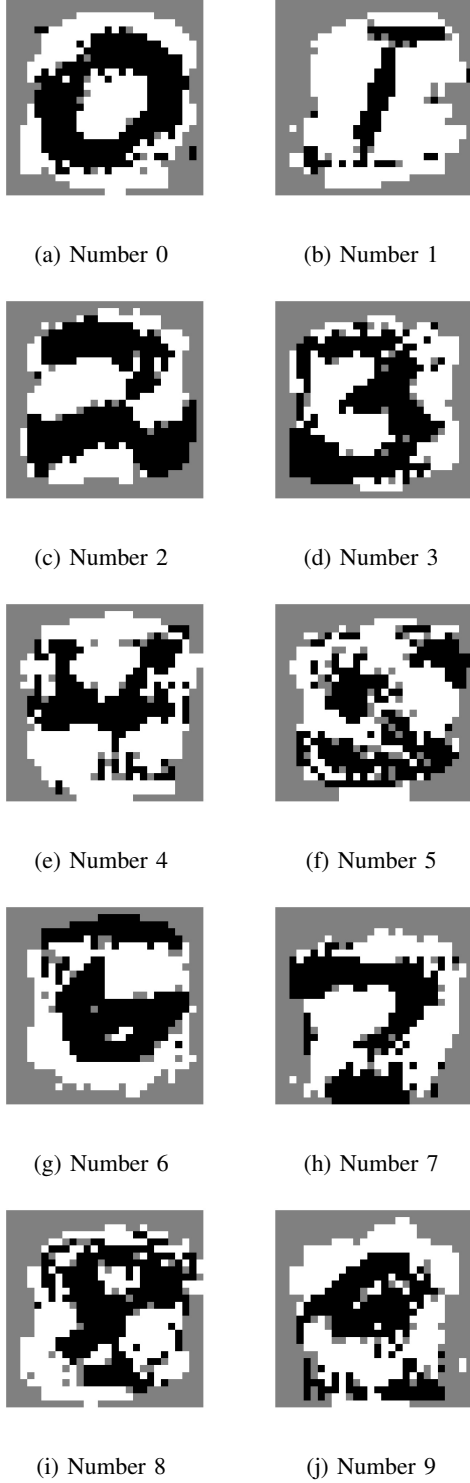 (a) Number 0
(b) Number 1
(c) Number 2
(d) Number 3
(e) Number 4
(f) Number 5
(g) Number 6
(h) Number 7
(i) Number 8
(j) Number 9